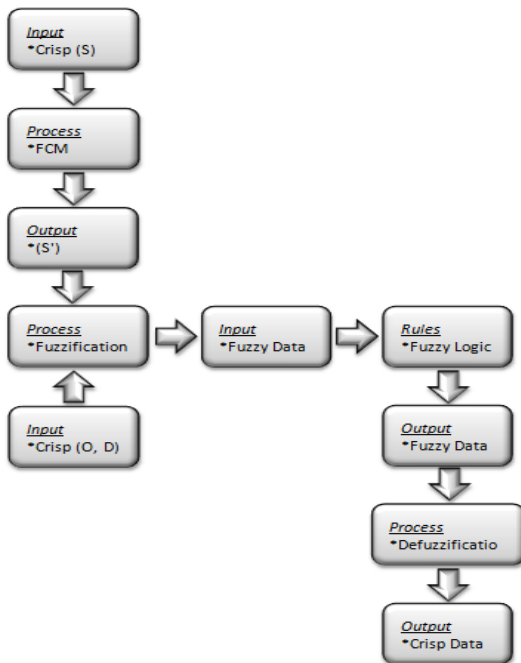 Input
*Crisp (S)
Process
*FCM
Output
*(S')
Process
*Fuzzification
Input
*Crisp (O, D)
Input
*Fuzzy Data
Rules
*Fuzzy Logic
Output
*Fuzzy Data
Process
*Defuzzificatio
Output
*Crisp Data